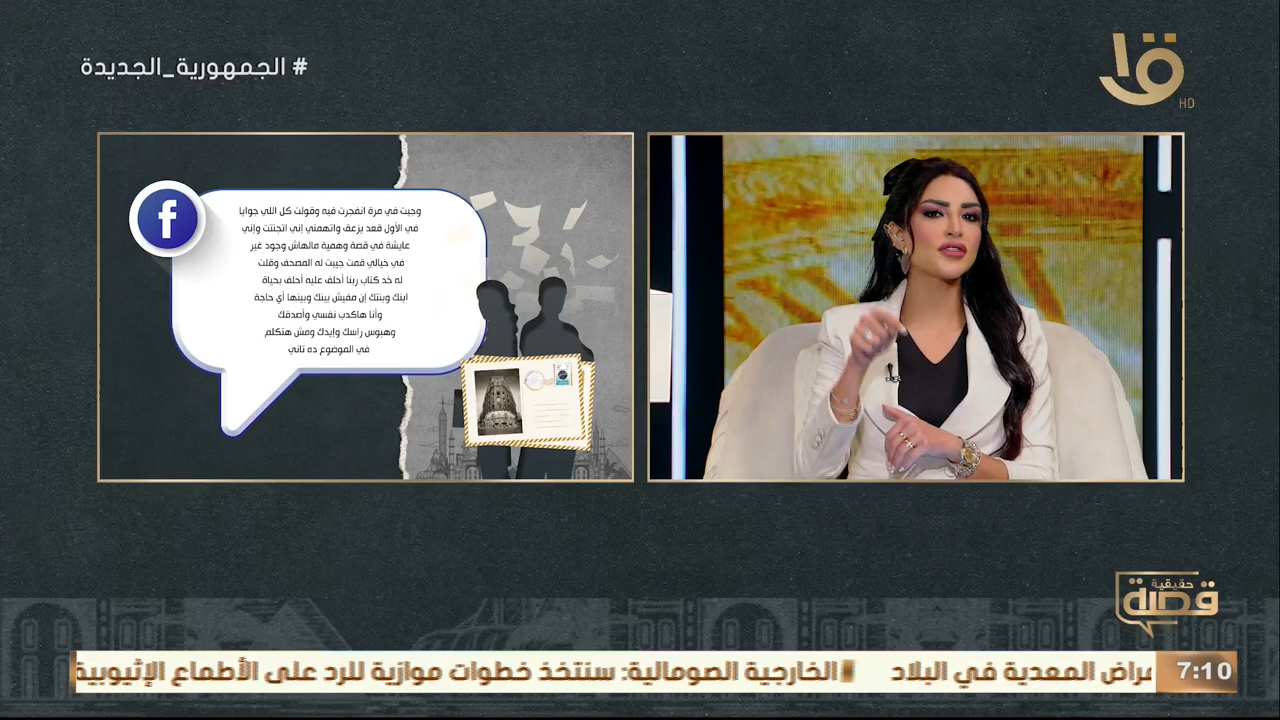 # الجمهورية_الجديدة
HD
f
وجيت في مرة انفجرت فيه وقولت كل اللي جوايا
في الأول قعد يزعق واتهمني إني اتجننت وإني
عايشة في قصة وهمية مالهاش وجود غير
في خيالي قمت جيبت له المصحف وقلت
له خد كتاب ربنا أحلف عليه أحلف بحياة
ابنك وبنتك إن مفيش بينك وبينها أي حاجة
وأنا هاكدب نفسي وأصدقك
وهبوس راسك وإيدك ومش هتكلم
في الموضوع ده تاني
قصة حقيقية
مراض المعدية في البلاد الخارجية الصومالية: سنتخذ خطوات موازية للرد على الأطماع الإثيوبية
7:10